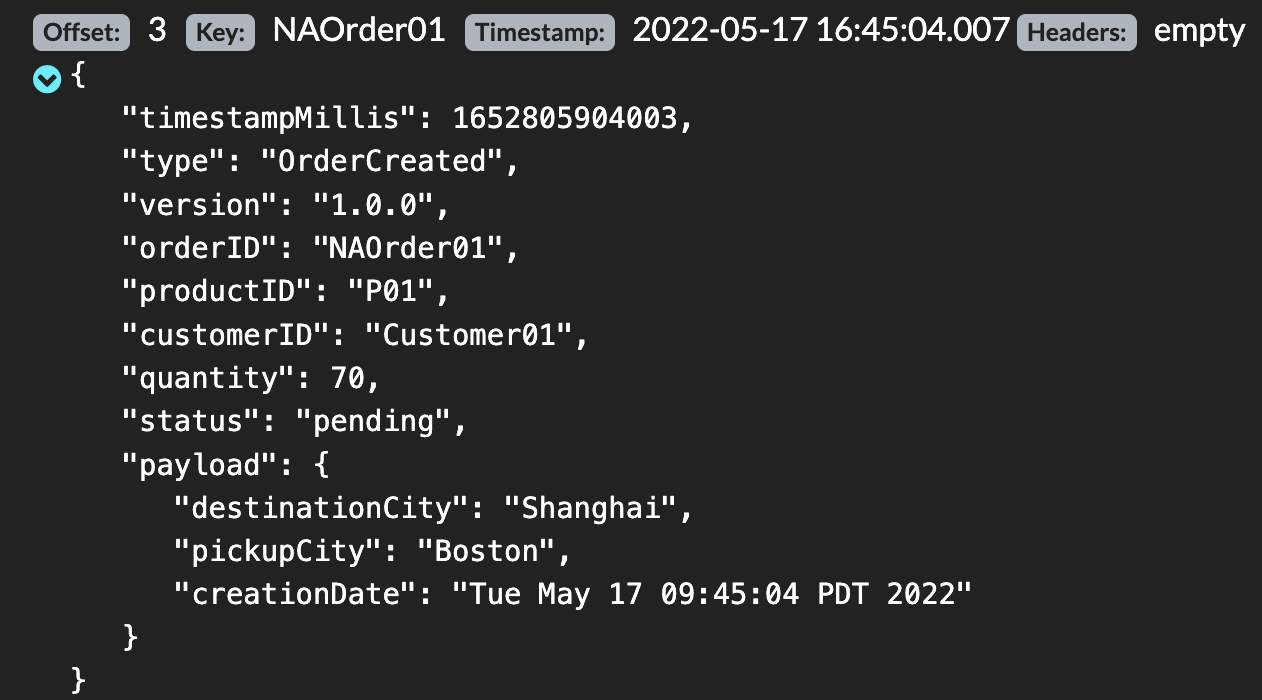 Offset: 3 Key: NAOrder01 Timestamp: 2022-05-17 16:45:04.007 Headers: empty
{
"timestampMillis": 1652805904003,
"type": "OrderCreated",
"version": "1.0.0",
"orderID": "NAOrder01",
"productID": "P01",
"customerID": "Customer01",
"quantity": 70,
"status": "pending",
"payload": {
"destinationCity": "Shanghai",
"pickupCity": "Boston",
"creationDate": "Tue May 17 09:45:04 PDT 2022"
}
}